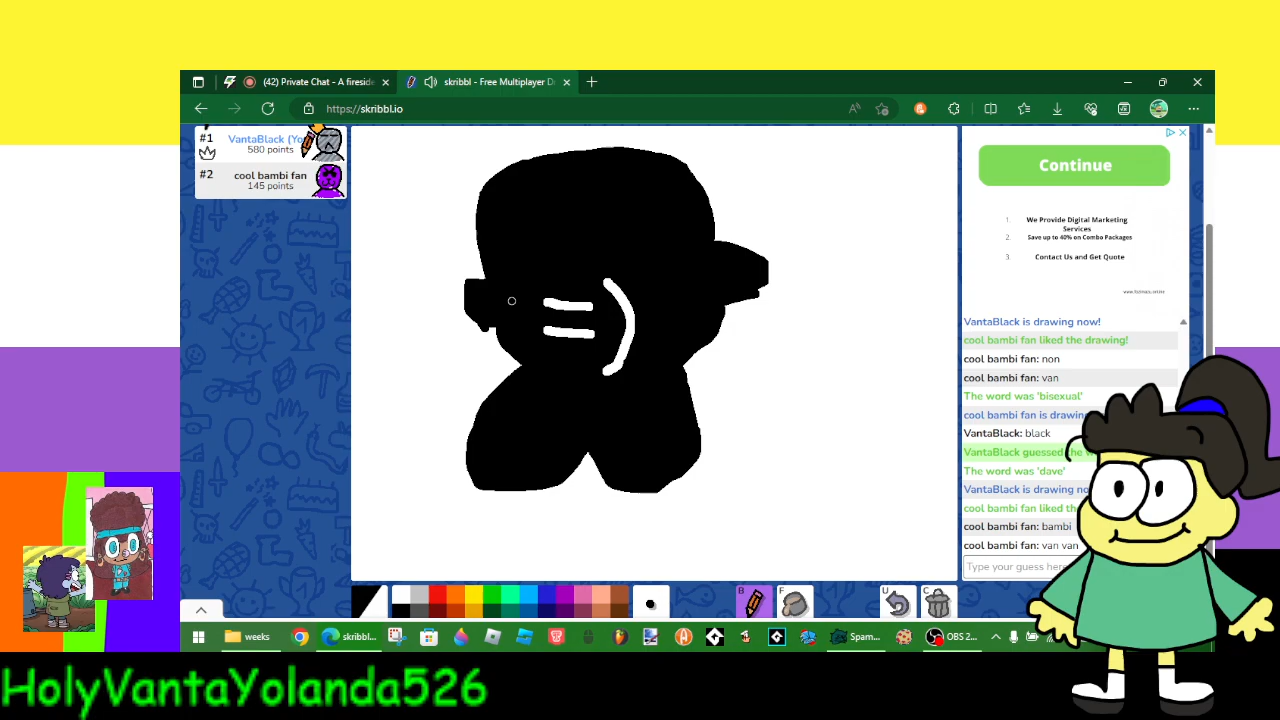 (42) Private Chat - A fireside
skribbl - Free Multiplayer D
https://skribbl.io
#1
VantaBlack (Yo
580 points
#2
cool bambi fan
145 points
Continue
1. We Provide Digital Marketing
Services
2. Save up to 40% on Combo Packages
3. Contact Us and Get Quote
VantaBlack is drawing now!
cool bambi fan liked the drawing!
cool bambi fan: non
cool bambi fan: van
The word was 'bisexual'
cool bambi fan is drawing
VantaBlack: black
VantaBlack guessed the w
The word was 'dave'
VantaBlack is drawing no
cool bambi fan liked th
cool bambi fan: bambi
cool bambi fan: van van
Type your guess here
B
F
U
C
weeks
skribbl...
Spam...
OBS 2...
HolyVantaYolanda526